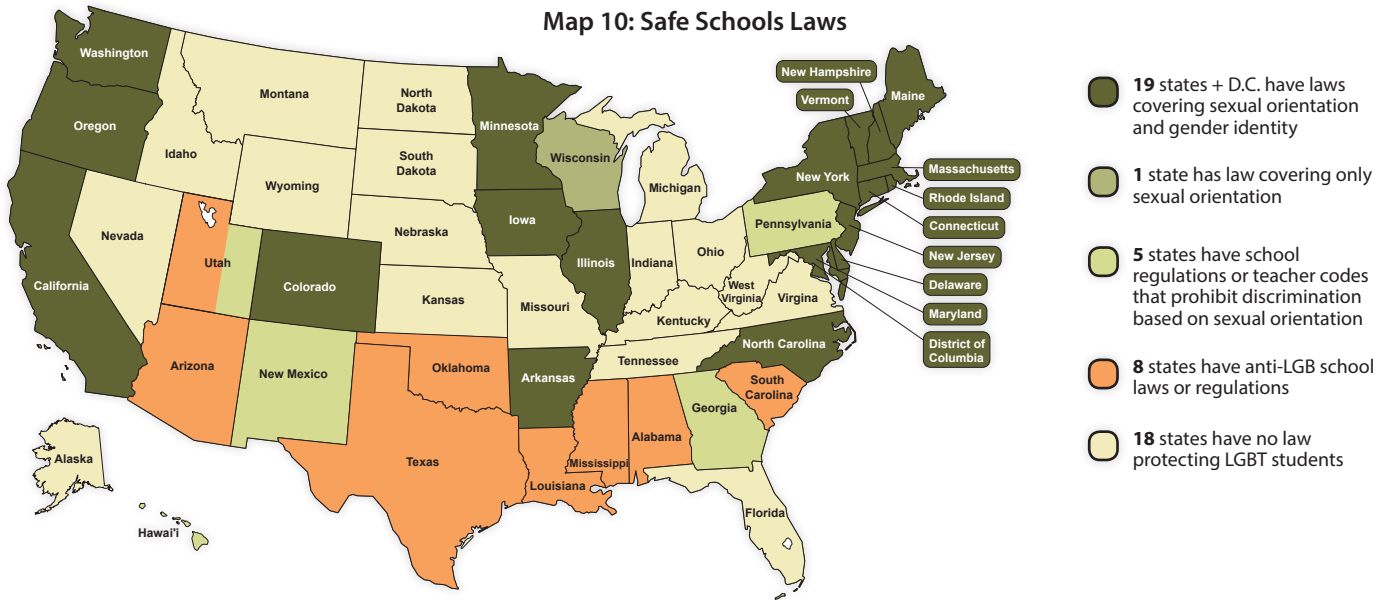 Map 10: Safe Schools Laws
Washington
Oregon
California
Nevada
Idaho
Montana
Wyoming
Utah
Colorado
Arizona
New Mexico
North
Dakota
South
Dakota
Nebraska
Kansas
Oklahoma
Texas
Minnesota
Iowa
Missouri
Arkansas
Louisiana
Wisconsin
Illinois
Michigan
Indiana
Ohio
Kentucky
Tennessee
Mississippi
Alabama
Georgia
Florida
South
Carolina
North Carolina
Virgina
West
Virginia
Pennsylvania
New York
Maine
New Hampshire
Vermont
Massachusetts
Rhode Island
Connecticut
New Jersey
Delaware
Maryland
District of
Columbia
Alaska
Hawai'i
19 states + D.C. have laws
covering sexual orientation
and gender identity
1 state has law covering only
sexual orientation
5 states have school
regulations or teacher codes
that prohibit discrimination
based on sexual orientation
8 states have anti-LGB school
laws or regulations
18 states have no law
protecting LGBT students